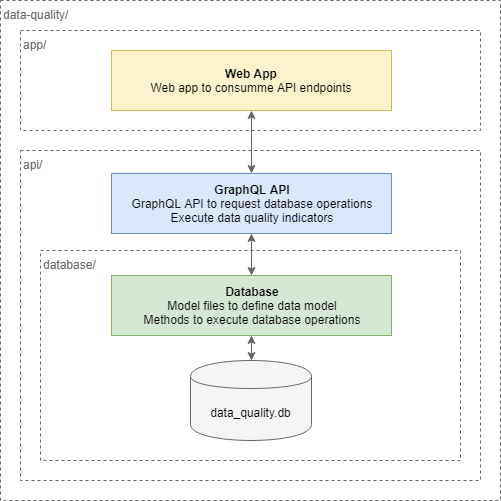 data-quality/
app/
Web App
Web app to consumme API endpoints
api/
GraphQL API
GraphQL API to request database operations
Execute data quality indicators
database/
Database
Model files to define data model
Methods to execute database operations
data_quality.db